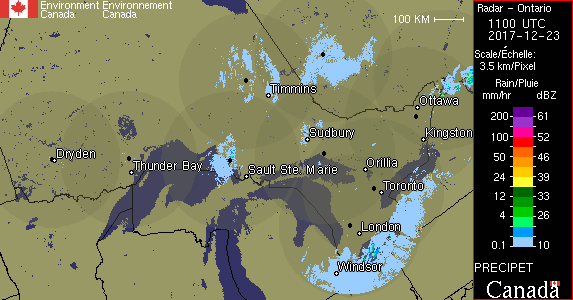 Environment Environnement
Canada Canada
100 KM
Timmins
Ottawa
Sudbury
Kingston
Dryden
Thunder Bay
Sault Ste. Marie
Orillia
Toronto
London
Windsor
Radar - Ontario
1100 UTC
2017-12-23
Scale/Échelle:
3.5 km/Pixel
Rain/Pluie
mm/hr dBZ
200 61
100 52
50 46
24 39
12 33
4 26
0.1 10
PRECIPET
Canada